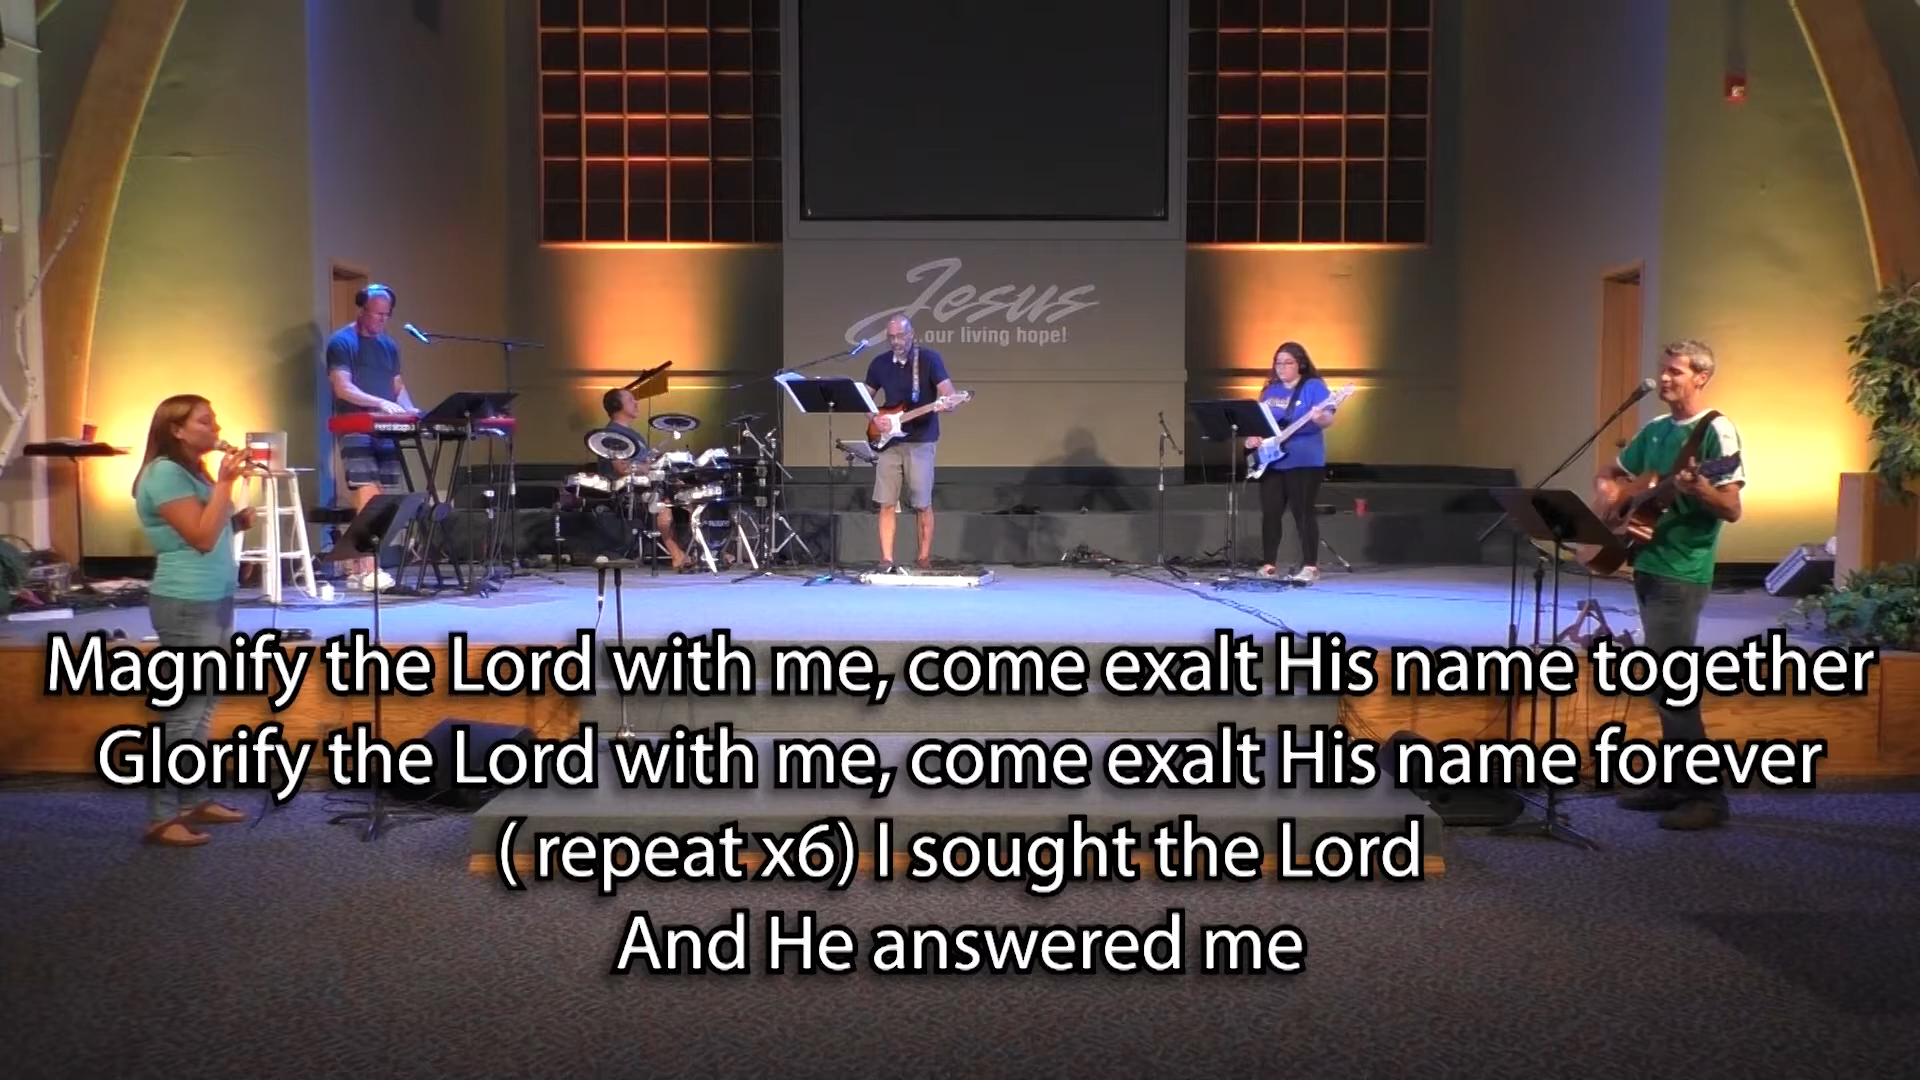 Jesus
...our living hope!
Magnify the Lord with me, come exalt His name together
Glorify the Lord with me, come exalt His name forever
( repeat x6) I sought the Lord
And He answered me